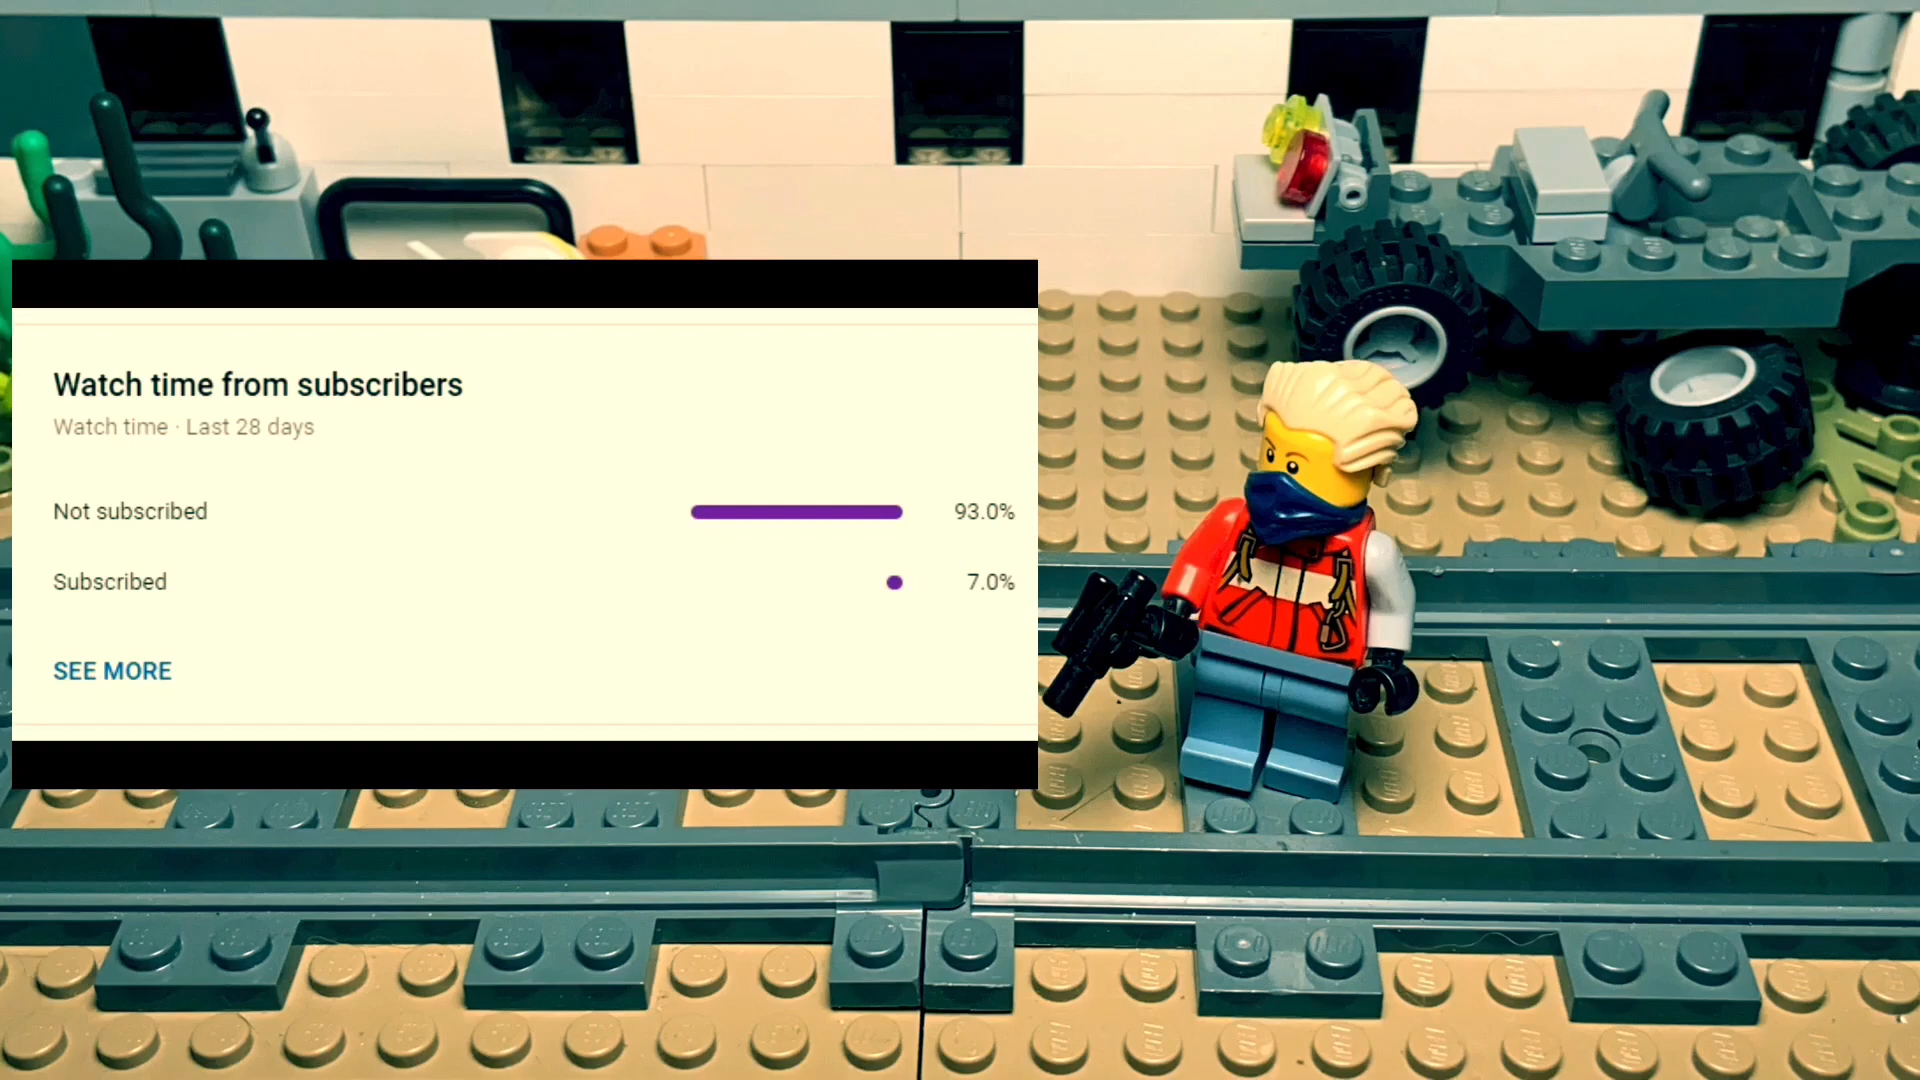 Watch time from subscribers
Watch time · Last 28 days
Not subscribed 93.0%
Subscribed 7.0%
SEE MORE